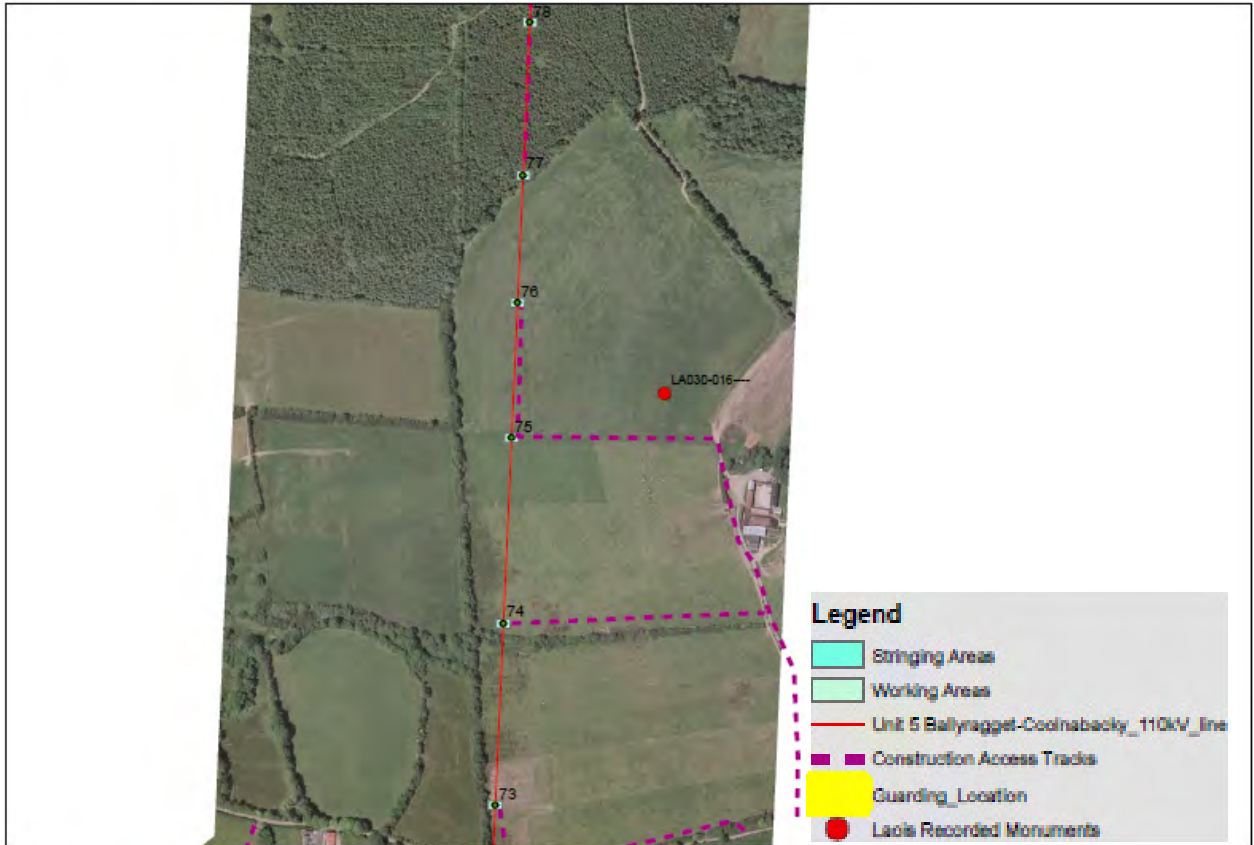 78
77
76
LA030-016----
75
74
73
Legend
Stringing Areas
Working Areas
Unit 5 Ballyragget-Coolnabacky_110kV_line
Construction Access Tracks
Guarding_Location
Laois Recorded Monuments